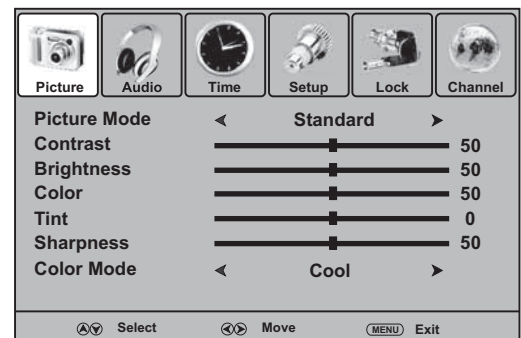 Picture Audio Time Setup Lock Channel
Picture Mode Standard
Contrast 50
Brightness 50
Color 50
Tint 0
Sharpness 50
Color Mode Cool
Select Move MENU Exit